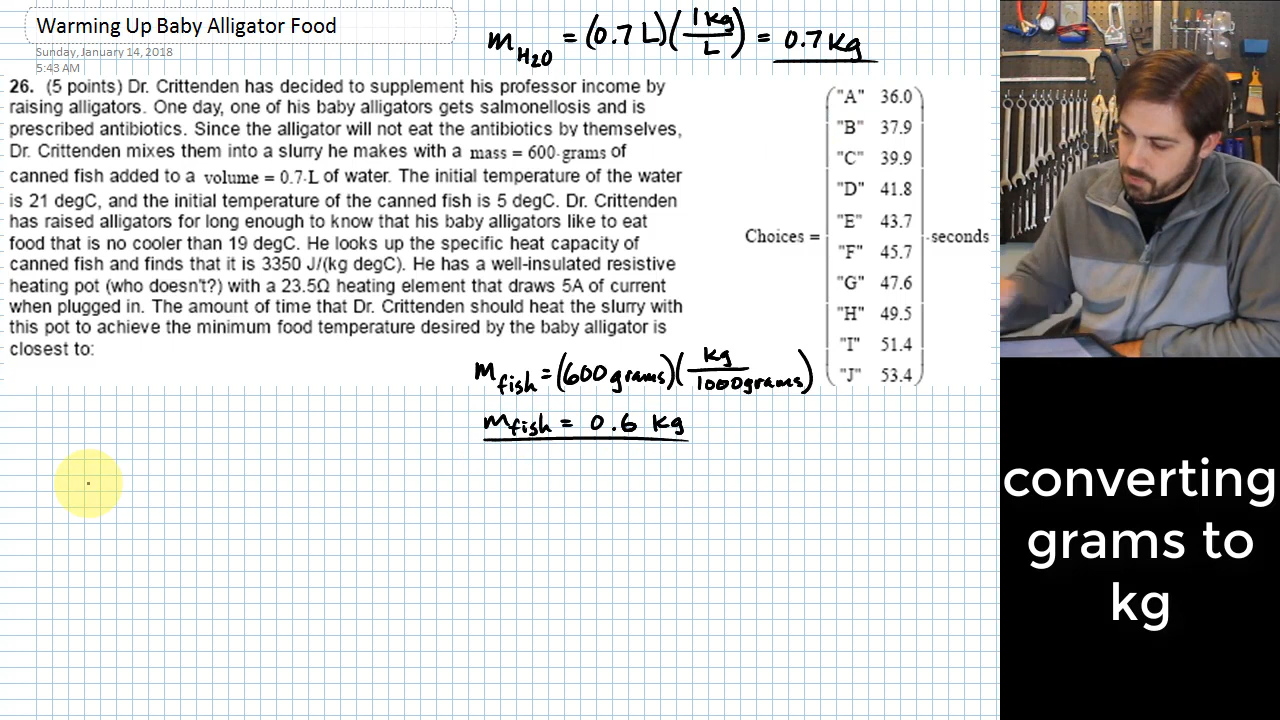 Warming Up Baby Alligator Food
Sunday, January 14, 2018
5:43 AM
m H2O = (0.7 L)(1kg/L) = 0.7 Kg
26. (5 points) Dr. Crittenden has decided to supplement his professor income by
raising alligators. One day, one of his baby alligators gets salmonellosis and is
prescribed antibiotics. Since the alligator will not eat the antibiotics by themselves,
Dr. Crittenden mixes them into a slurry he makes with a mass = 600·grams of
canned fish added to a volume = 0.7·L of water. The initial temperature of the water
is 21 degC, and the initial temperature of the canned fish is 5 degC. Dr. Crittenden
has raised alligators for long enough to know that his baby alligators like to eat
food that is no cooler than 19 degC. He looks up the specific heat capacity of
canned fish and finds that it is 3350 J/(kg degC). He has a well-insulated resistive
heating pot (who doesn't?) with a 23.5Ω heating element that draws 5A of current
when plugged in. The amount of time that Dr. Crittenden should heat the slurry with
this pot to achieve the minimum food temperature desired by the baby alligator is
closest to:
"A" 36.0
"B" 37.9
"C" 39.9
"D" 41.8
"E" 43.7
Choices = ·seconds
"F" 45.7
"G" 47.6
"H" 49.5
"I" 51.4
"J" 53.4
m fish = (600 grams)(kg/1000grams)
m fish = 0.6 Kg
converting
grams to
kg